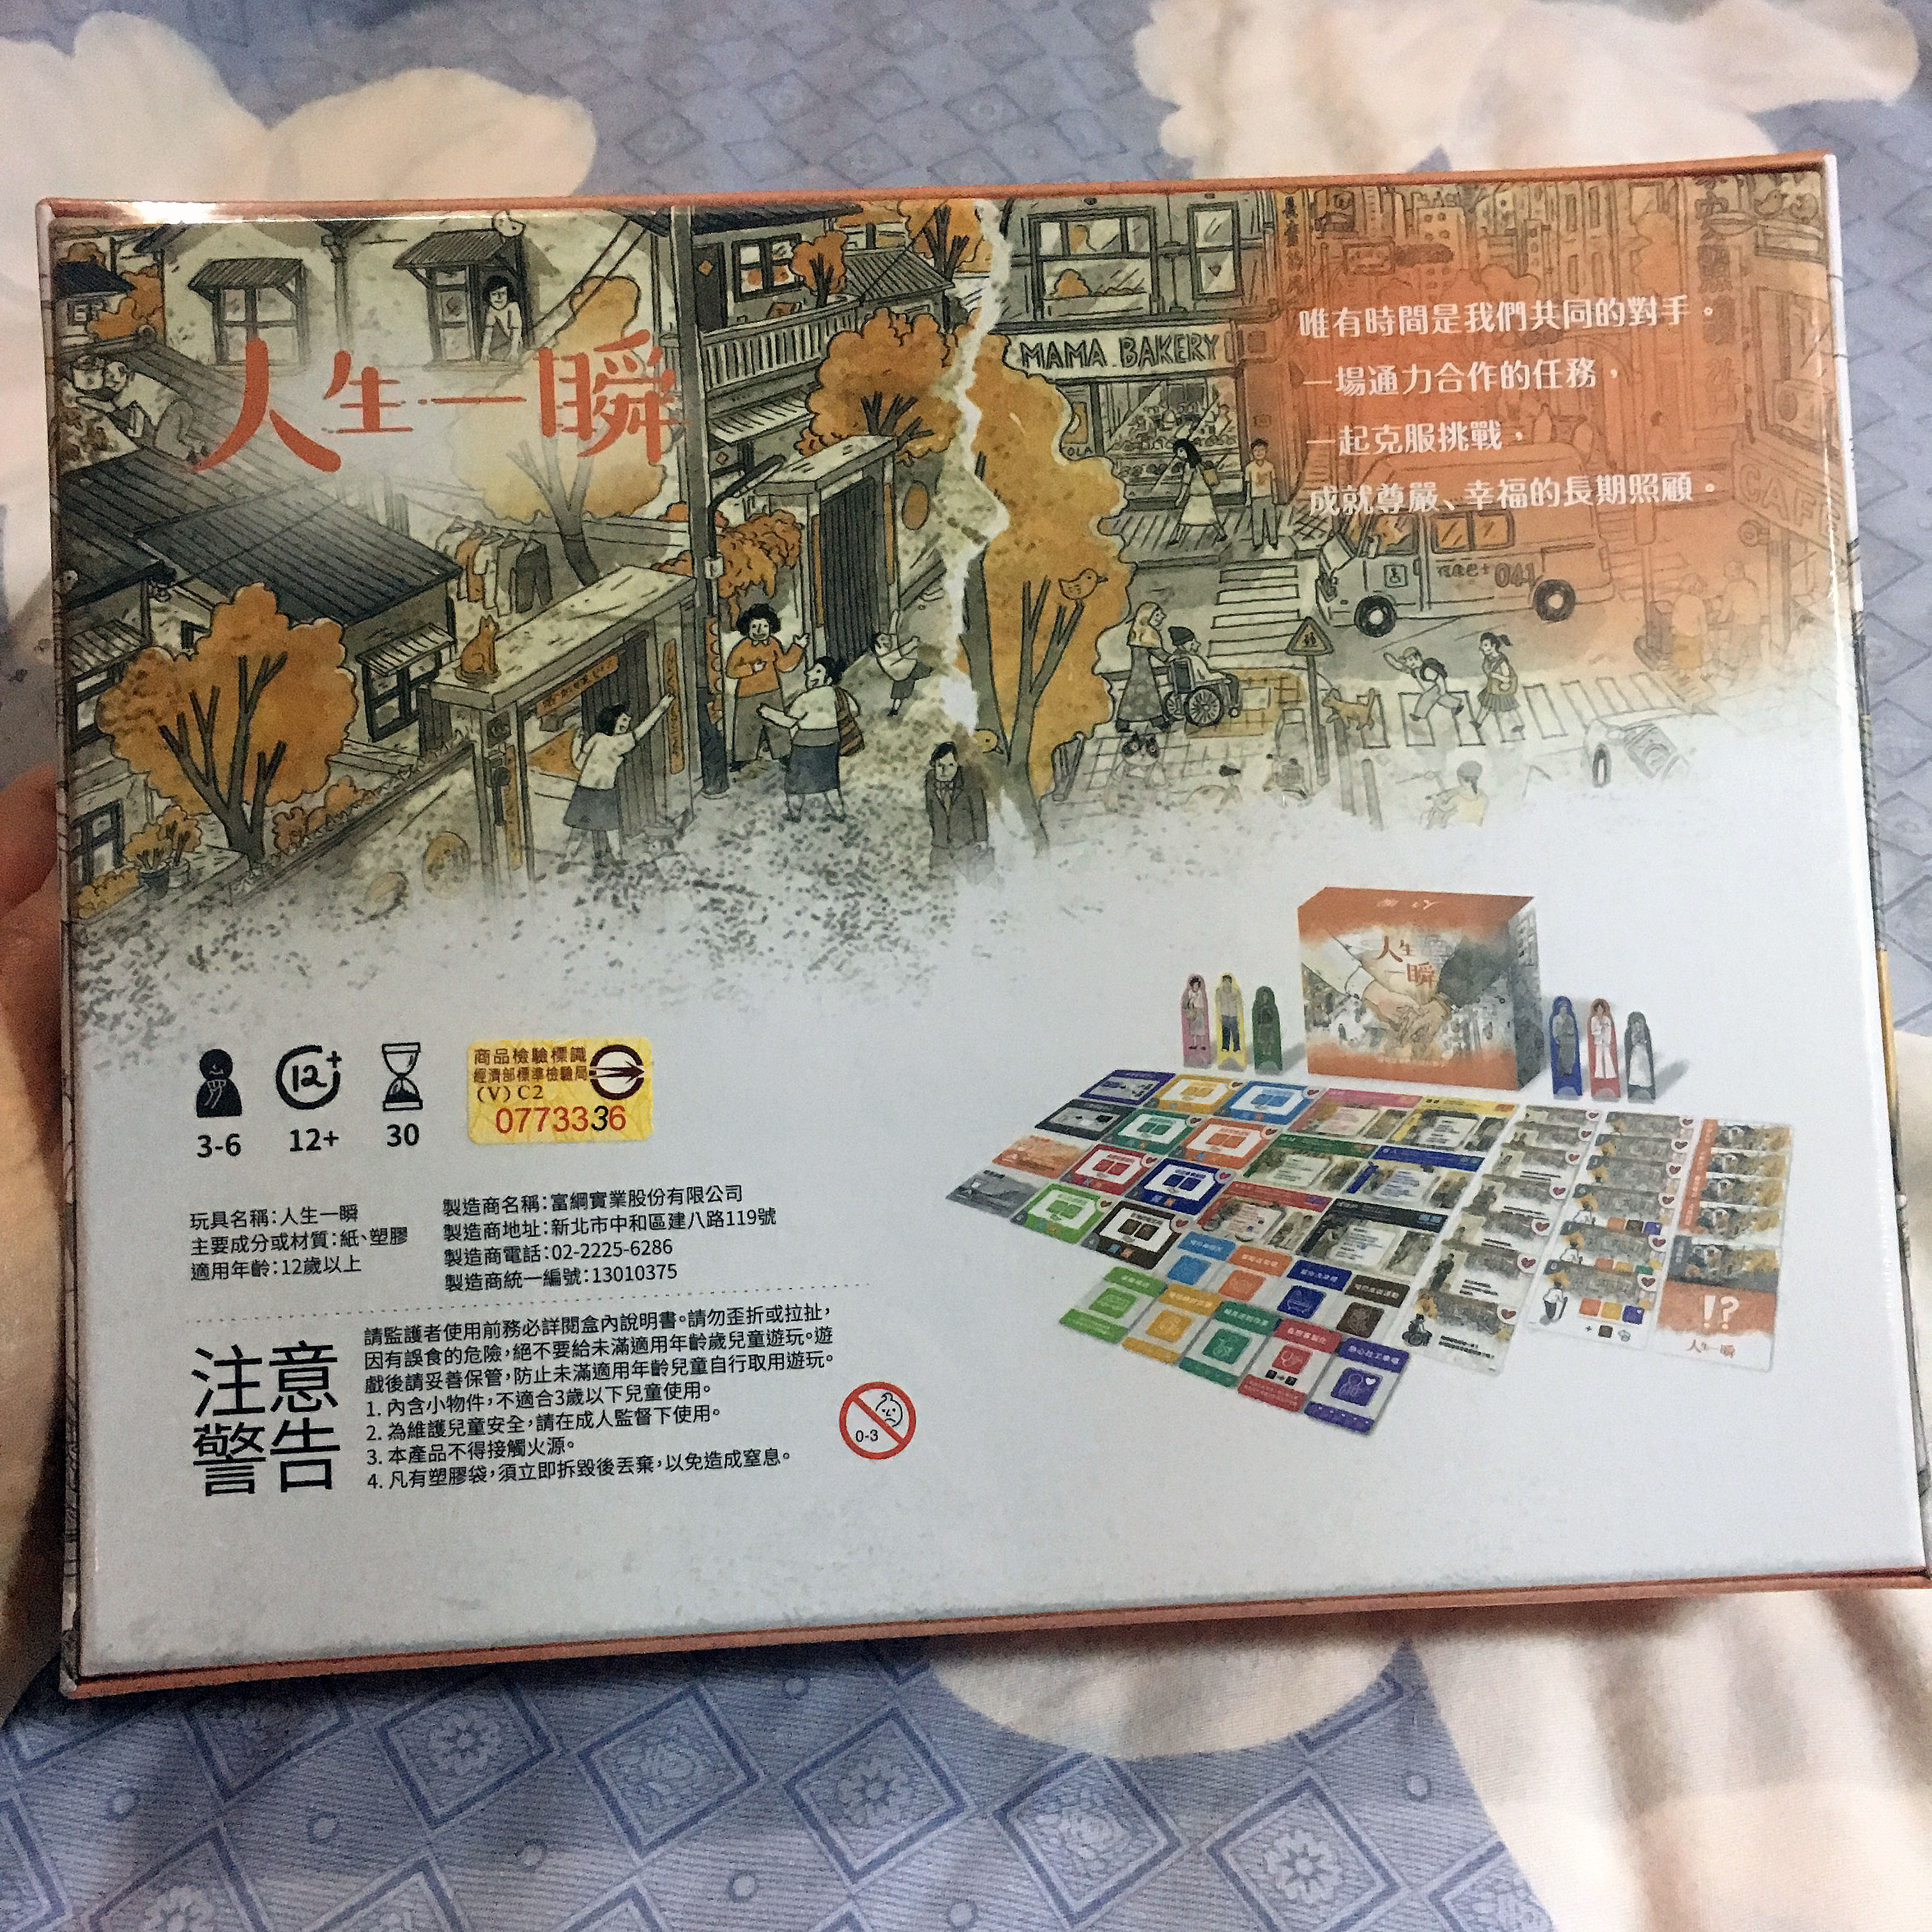 人生一瞬
MAMA BAKERY
唯有時間是我們共同的對手。
一場通力合作的任務，
一起克服挑戰，
成就尊嚴、幸福的長期照顧。
CAFE
041
人生
一瞬
商品檢驗標識
經濟部標準檢驗局
(V) C2
0773336
12+
3-6
12+
30
玩具名稱：人生一瞬
主要成分或材質：紙、塑膠
適用年齡：12歲以上
製造商名稱：富綱實業股份有限公司
製造商地址：新北市中和區建八路119號
製造商電話：02-2225-6286
製造商統一編號：13010375
注意
警告
請監護者使用前務必詳閱盒內說明書。請勿歪折或拉扯，
因有誤食的危險，絕不要給未滿適用年齡歲兒童遊玩。遊
戲後請妥善保管，防止未滿適用年齡兒童自行取用遊玩。
1. 內含小物件，不適合3歲以下兒童使用。
2. 為維護兒童安全，請在成人監督下使用。
3. 本產品不得接觸火源。
4. 凡有塑膠袋，須立即拆毀後丟棄，以免造成窒息。
0-3
!?
人生一瞬